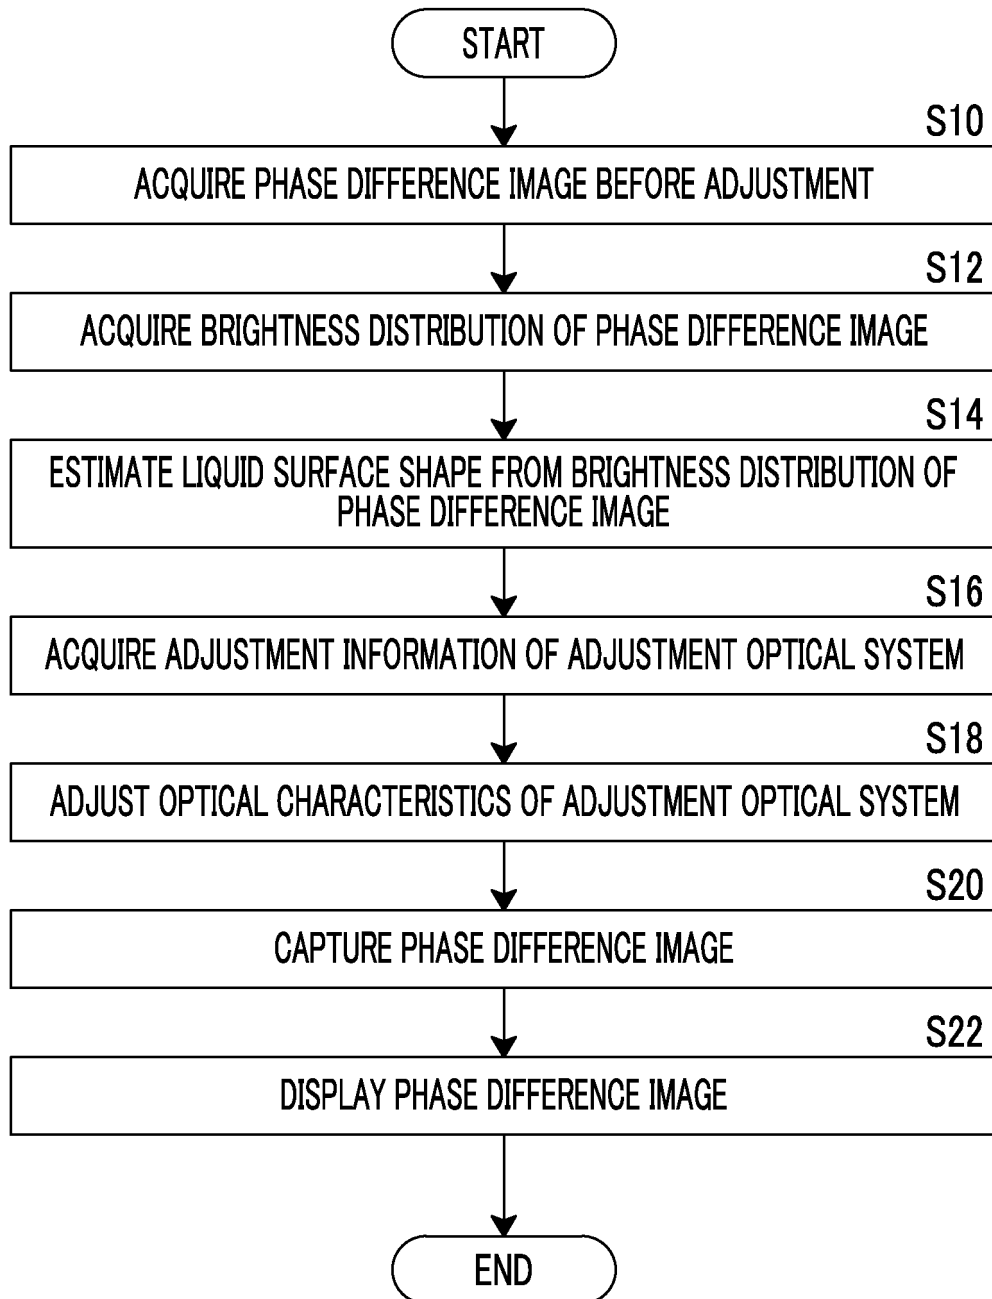 START
S10
ACQUIRE PHASE DIFFERENCE IMAGE BEFORE ADJUSTMENT
S12
ACQUIRE BRIGHTNESS DISTRIBUTION OF PHASE DIFFERENCE IMAGE
S14
ESTIMATE LIQUID SURFACE SHAPE FROM BRIGHTNESS DISTRIBUTION OF
PHASE DIFFERENCE IMAGE
S16
ACQUIRE ADJUSTMENT INFORMATION OF ADJUSTMENT OPTICAL SYSTEM
S18
ADJUST OPTICAL CHARACTERISTICS OF ADJUSTMENT OPTICAL SYSTEM
S20
CAPTURE PHASE DIFFERENCE IMAGE
S22
DISPLAY PHASE DIFFERENCE IMAGE
END